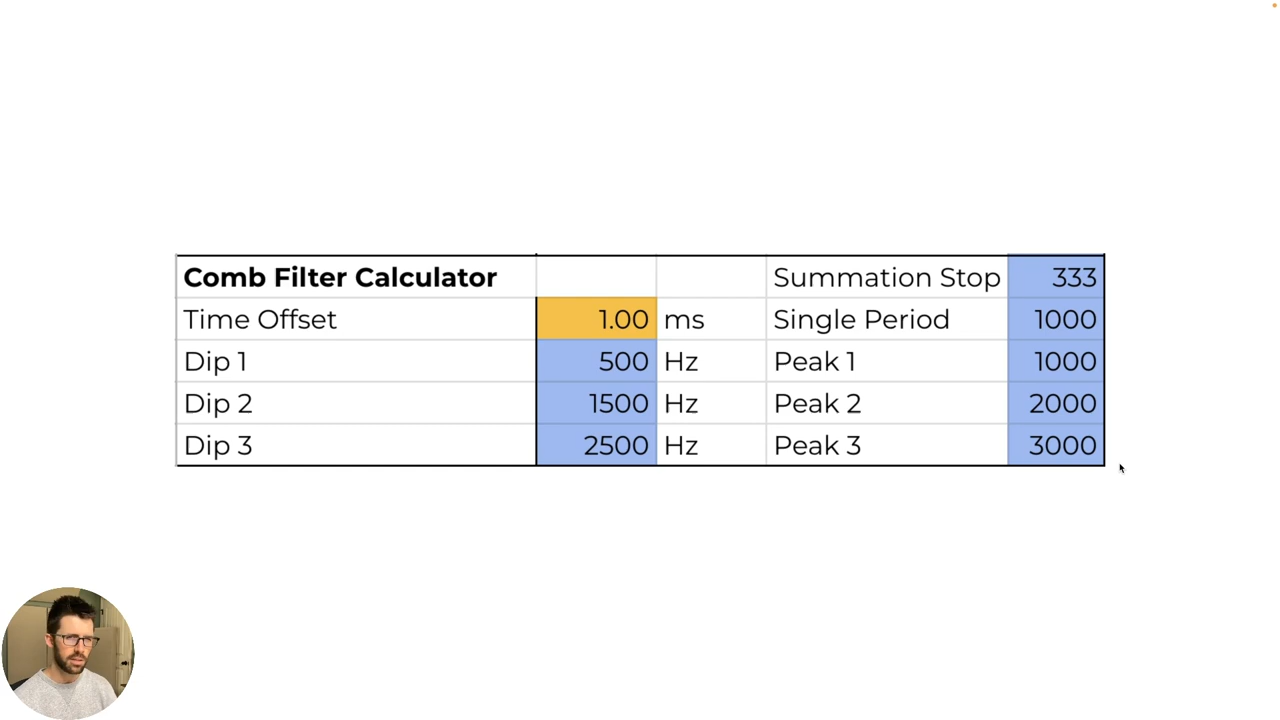 Comb Filter Calculator Summation Stop 333
Time Offset 1.00 ms Single Period 1000
Dip 1 500 Hz Peak 1 1000
Dip 2 1500 Hz Peak 2 2000
Dip 3 2500 Hz Peak 3 3000